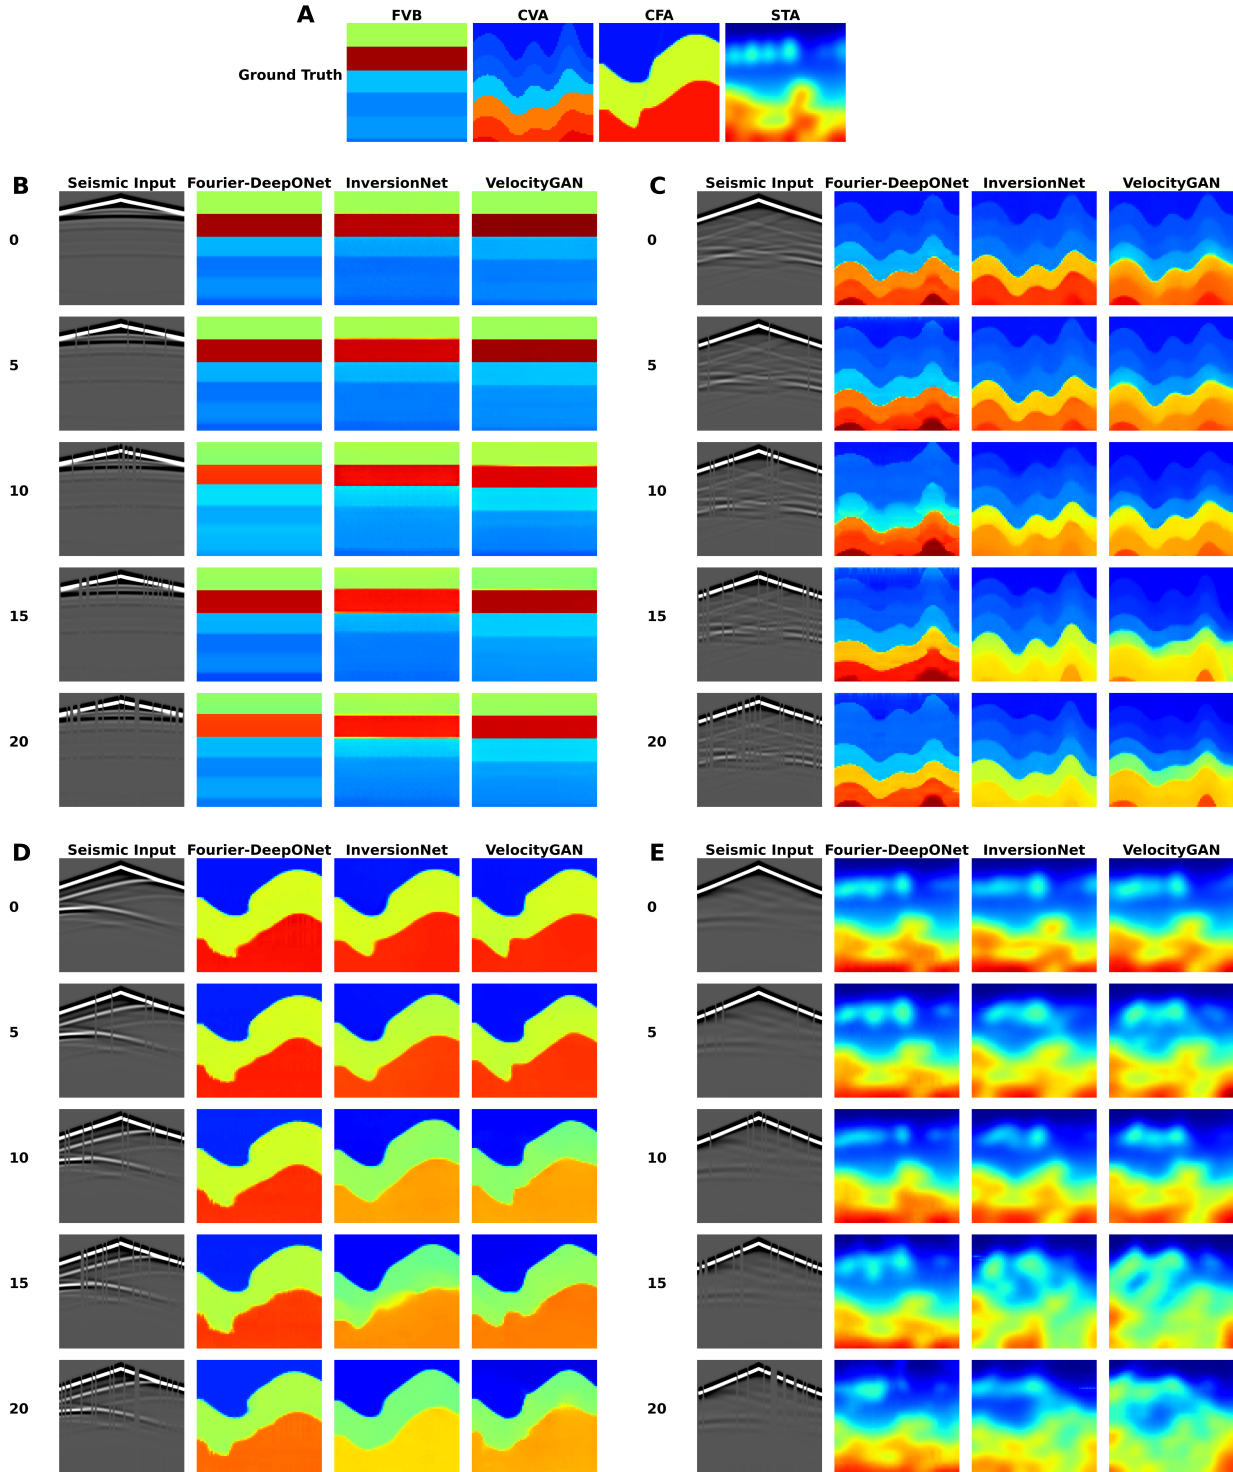 A
FVB CVA CFA STA
Ground Truth
B
Seismic Input Fourier-DeepONet InversionNet VelocityGAN
0
5
10
15
20
C
Seismic Input Fourier-DeepONet InversionNet VelocityGAN
0
5
10
15
20
D
Seismic Input Fourier-DeepONet InversionNet VelocityGAN
0
5
10
15
20
E
Seismic Input Fourier-DeepONet InversionNet VelocityGAN
0
5
10
15
20